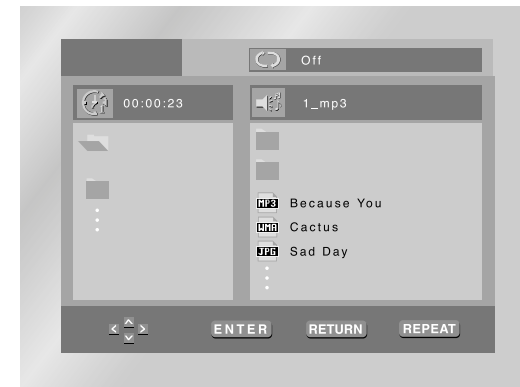 Off
00:00:23
1_mp3
MP3 Because You
WMA Cactus
JPG Sad Day
ENTER RETURN REPEAT